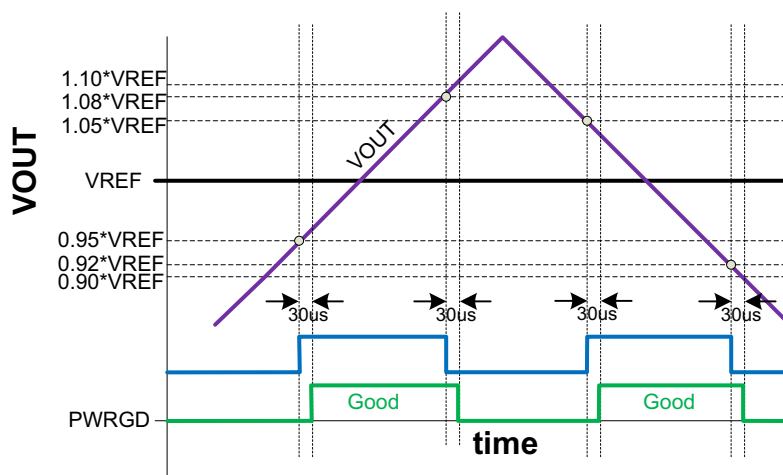 1.10*VREF
1.08*VREF
1.05*VREF
VOUT
VOUT
VREF
0.95*VREF
0.92*VREF
0.90*VREF
30us
30us
30us
30us
Good
Good
PWRGD
time